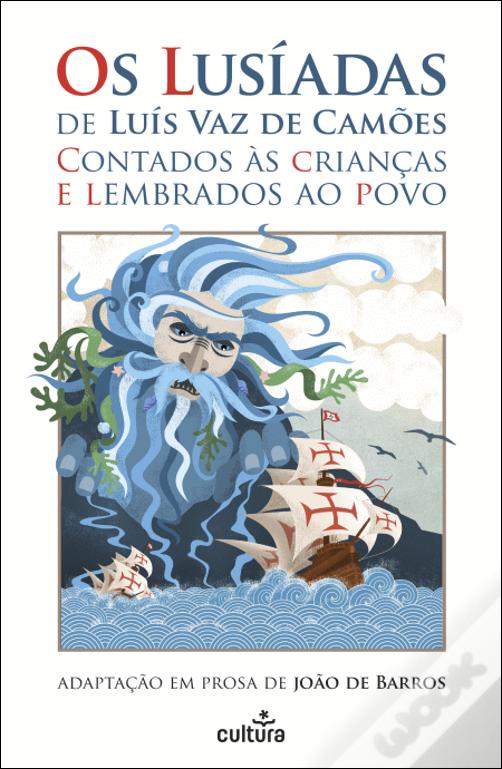 Os Lusíadas
de Luís Vaz de Camões
Contados às crianças
e Lembrados ao Povo
adaptação em prosa de João de Barros
cultura
wook